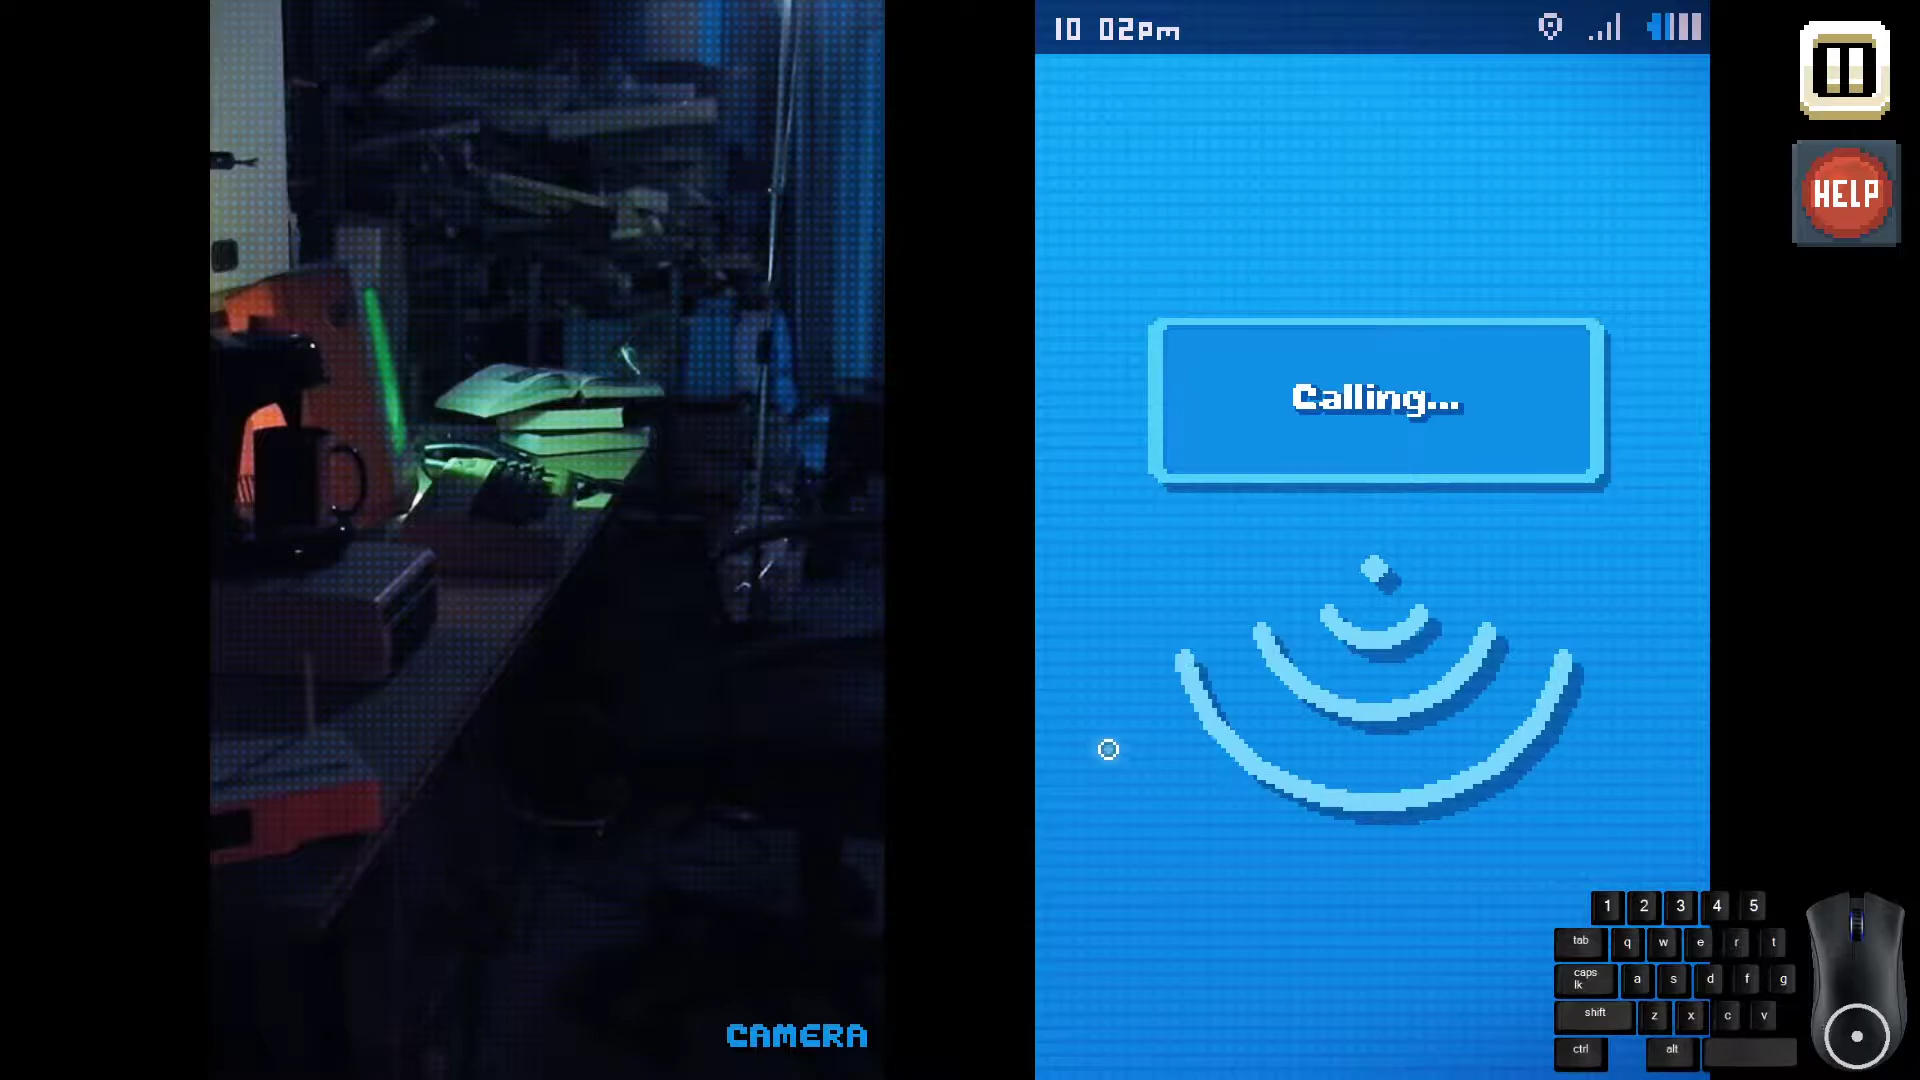 10 02pm
HELP
Calling...
CAMERA
1 2 3 4 5
tab q w e r t
caps lk a s d f g
shift z x c v
ctrl alt